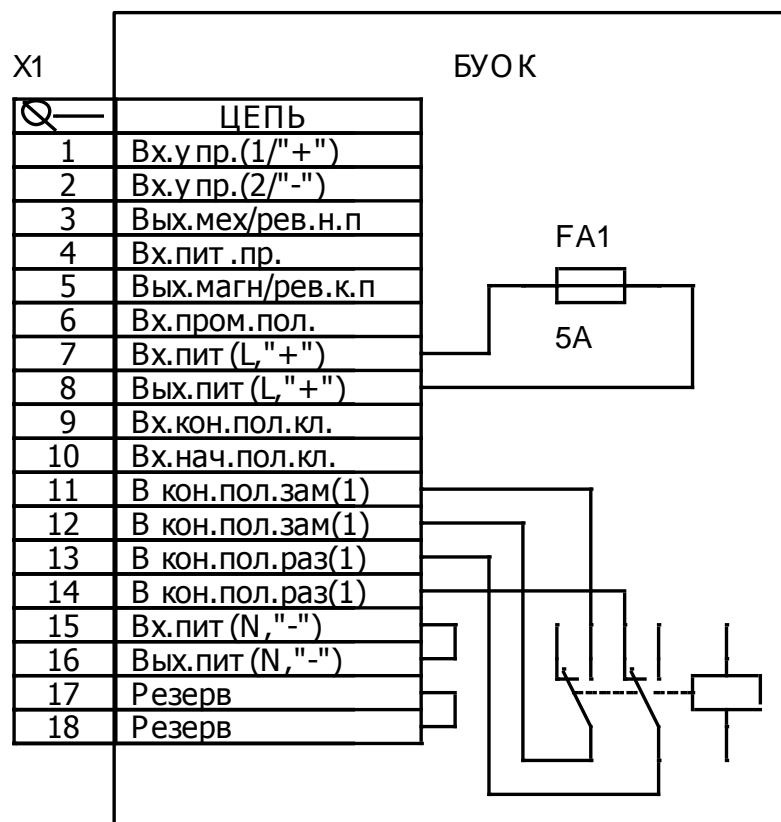 X1 БУОК
ЦЕПЬ
1 Вх.упр.(1/"+")
2 Вх.упр.(2/"-")
3 Вых.мех/рев.н.п
4 Вх.пит.пр.
5 Вых.магн/рев.к.п
6 Вх.пром.пол.
7 Вх.пит(L,"+")
8 Вых.пит(L,"+")
9 Вх.кон.пол.кл.
10 Вх.нач.пол.кл.
11 В кон.пол.зам(1)
12 В кон.пол.зам(1)
13 В кон.пол.раз(1)
14 В кон.пол.раз(1)
15 Вх.пит(N,"-")
16 Вых.пит(N,"-")
17 Резерв
18 Резерв
FA1
5A